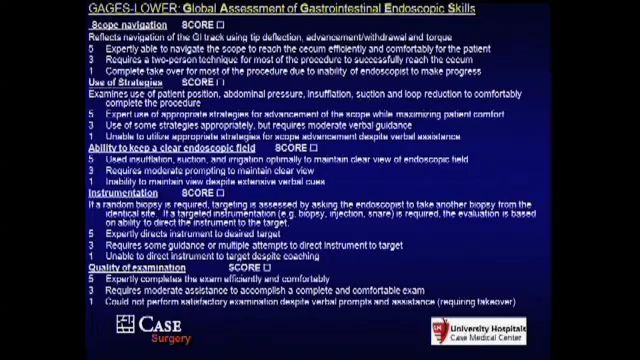 GAGES-LOWER: Global Assessment of Gastrointestinal Endoscopic Skills
Scope navigation SCORE ☐
Reflects navigation of the GI track using tip deflection, advancement/withdrawal and torque
5 Expertly able to navigate the scope to reach the cecum efficiently and comfortably for the patient
3 Requires a two-person technique for most of the procedure to successfully reach the cecum
1 Complete take over for most of the procedure due to inability of endoscopist to make progress
Use of Strategies SCORE ☐
Examines use of patient position, abdominal pressure, insufflation, suction and loop reduction to comfortably
complete the procedure
5 Expert use of appropriate strategies for advancement of the scope while maximizing patient comfort
3 Use of some strategies appropriately, but requires moderate verbal guidance
1 Unable to utilize appropriate strategies for scope advancement despite verbal assistance
Ability to keep a clear endoscopic field SCORE ☐
5 Used insufflation, suction, and irrigation optimally to maintain clear view of endoscopic field
3 Requires moderate prompting to maintain clear view
1 Inability to maintain view despite extensive verbal cues
Instrumentation SCORE ☐
If a random biopsy is required, targeting is assessed by asking the endoscopist to take another biopsy from the
identical site. If a targeted instrumentation (e.g. biopsy, injection, snare) is required, the evaluation is based
on ability to direct the instrument to the target.
5 Expertly directs instrument to desired target
3 Requires some guidance or multiple attempts to direct instrument to target
1 Unable to direct instrument to target despite coaching
Quality of examination SCORE ☐
5 Expertly completes the exam efficiently and comfortably
3 Requires moderate assistance to accomplish a complete and comfortable exam
1 Could not perform satisfactory examination despite verbal prompts and assistance (requiring takeover)
CASE
Surgery
University Hospitals
Case Medical Center